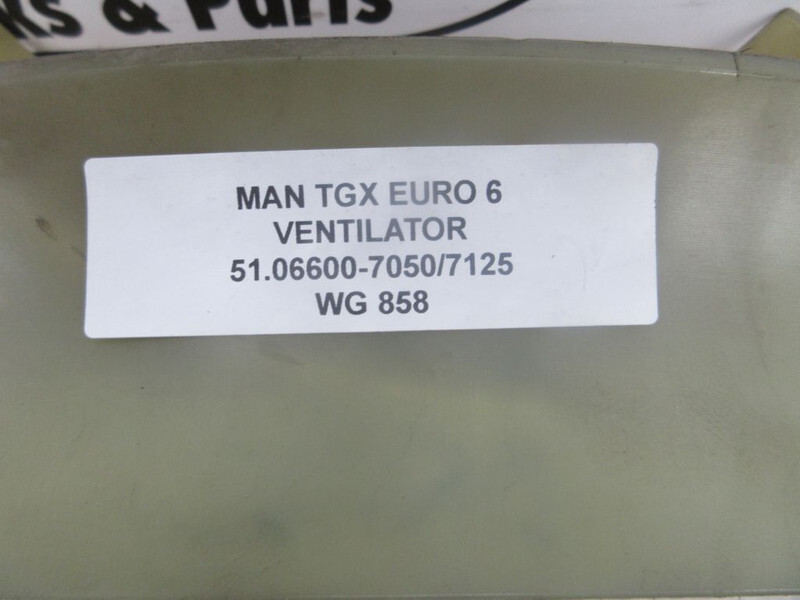 ks & Parts
MAN TGX EURO 6
VENTILATOR
51.06600-7050/7125
WG 858